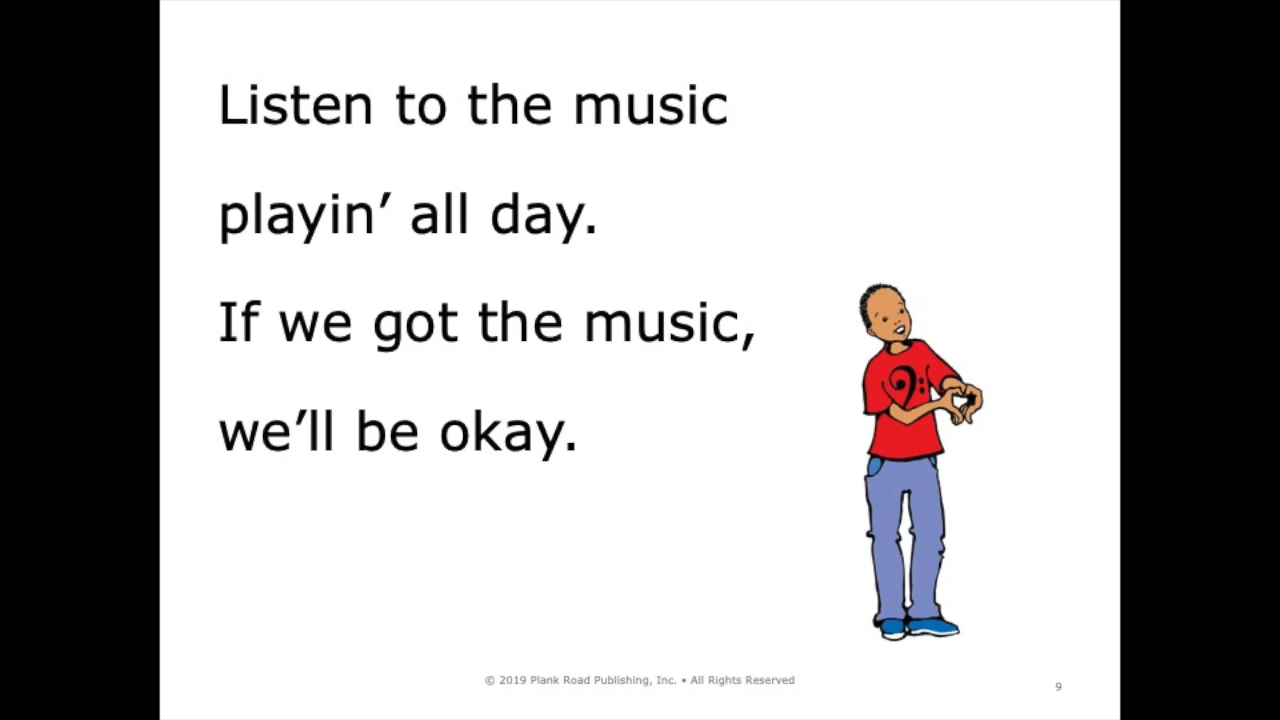 Listen to the music
playin’ all day.
If we got the music,
we’ll be okay.
© 2019 Plank Road Publishing, Inc. • All Rights Reserved
9